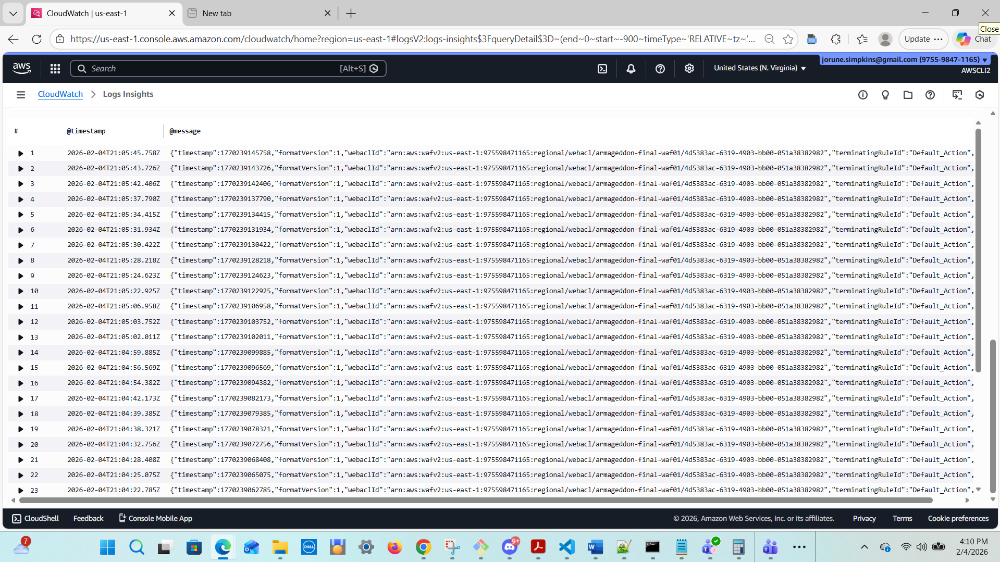 CloudWatch | us-east-1
New tab
Close
https://us-east-1.console.aws.amazon.com/cloudwatch/home?region=us-east-1#logsV2:logs-insights$3FqueryDetail$3D~(end~0~start~-900~timeType~'RELATIVE~tz~'...
Update
Chat
aws
Search
[Alt+S]
United States (N. Virginia)
jorune.simpkins@gmail.com (9755-9847-1165)
AWSCLI2
CloudWatch
Logs Insights
# @timestamp @message
1 2026-02-04T21:05:45.758Z {"timestamp":1770239145758,"formatVersion":1,"webaclId":"arn:aws:wafv2:us-east-1:975598471165:regional/webacl/armageddon-final-waf01/4d5383ac-6319-4903-bb00-051a38382982","terminatingRuleId":"Default_Action",
2 2026-02-04T21:05:43.726Z {"timestamp":1770239143726,"formatVersion":1,"webaclId":"arn:aws:wafv2:us-east-1:975598471165:regional/webacl/armageddon-final-waf01/4d5383ac-6319-4903-bb00-051a38382982","terminatingRuleId":"Default_Action",
3 2026-02-04T21:05:42.406Z {"timestamp":1770239142406,"formatVersion":1,"webaclId":"arn:aws:wafv2:us-east-1:975598471165:regional/webacl/armageddon-final-waf01/4d5383ac-6319-4903-bb00-051a38382982","terminatingRuleId":"Default_Action",
4 2026-02-04T21:05:37.790Z {"timestamp":1770239137790,"formatVersion":1,"webaclId":"arn:aws:wafv2:us-east-1:975598471165:regional/webacl/armageddon-final-waf01/4d5383ac-6319-4903-bb00-051a38382982","terminatingRuleId":"Default_Action",
5 2026-02-04T21:05:34.415Z {"timestamp":1770239134415,"formatVersion":1,"webaclId":"arn:aws:wafv2:us-east-1:975598471165:regional/webacl/armageddon-final-waf01/4d5383ac-6319-4903-bb00-051a38382982","terminatingRuleId":"Default_Action",
6 2026-02-04T21:05:31.934Z {"timestamp":1770239131934,"formatVersion":1,"webaclId":"arn:aws:wafv2:us-east-1:975598471165:regional/webacl/armageddon-final-waf01/4d5383ac-6319-4903-bb00-051a38382982","terminatingRuleId":"Default_Action",
7 2026-02-04T21:05:30.422Z {"timestamp":1770239130422,"formatVersion":1,"webaclId":"arn:aws:wafv2:us-east-1:975598471165:regional/webacl/armageddon-final-waf01/4d5383ac-6319-4903-bb00-051a38382982","terminatingRuleId":"Default_Action",
8 2026-02-04T21:05:28.218Z {"timestamp":1770239128218,"formatVersion":1,"webaclId":"arn:aws:wafv2:us-east-1:975598471165:regional/webacl/armageddon-final-waf01/4d5383ac-6319-4903-bb00-051a38382982","terminatingRuleId":"Default_Action",
9 2026-02-04T21:05:24.623Z {"timestamp":1770239124623,"formatVersion":1,"webaclId":"arn:aws:wafv2:us-east-1:975598471165:regional/webacl/armageddon-final-waf01/4d5383ac-6319-4903-bb00-051a38382982","terminatingRuleId":"Default_Action",
10 2026-02-04T21:05:22.925Z {"timestamp":1770239122925,"formatVersion":1,"webaclId":"arn:aws:wafv2:us-east-1:975598471165:regional/webacl/armageddon-final-waf01/4d5383ac-6319-4903-bb00-051a38382982","terminatingRuleId":"Default_Action",
11 2026-02-04T21:05:06.958Z {"timestamp":1770239106958,"formatVersion":1,"webaclId":"arn:aws:wafv2:us-east-1:975598471165:regional/webacl/armageddon-final-waf01/4d5383ac-6319-4903-bb00-051a38382982","terminatingRuleId":"Default_Action",
12 2026-02-04T21:05:03.752Z {"timestamp":1770239103752,"formatVersion":1,"webaclId":"arn:aws:wafv2:us-east-1:975598471165:regional/webacl/armageddon-final-waf01/4d5383ac-6319-4903-bb00-051a38382982","terminatingRuleId":"Default_Action",
13 2026-02-04T21:05:02.011Z {"timestamp":1770239102011,"formatVersion":1,"webaclId":"arn:aws:wafv2:us-east-1:975598471165:regional/webacl/armageddon-final-waf01/4d5383ac-6319-4903-bb00-051a38382982","terminatingRuleId":"Default_Action",
14 2026-02-04T21:04:59.885Z {"timestamp":1770239099885,"formatVersion":1,"webaclId":"arn:aws:wafv2:us-east-1:975598471165:regional/webacl/armageddon-final-waf01/4d5383ac-6319-4903-bb00-051a38382982","terminatingRuleId":"Default_Action",
15 2026-02-04T21:04:56.569Z {"timestamp":1770239096569,"formatVersion":1,"webaclId":"arn:aws:wafv2:us-east-1:975598471165:regional/webacl/armageddon-final-waf01/4d5383ac-6319-4903-bb00-051a38382982","terminatingRuleId":"Default_Action",
16 2026-02-04T21:04:54.382Z {"timestamp":1770239094382,"formatVersion":1,"webaclId":"arn:aws:wafv2:us-east-1:975598471165:regional/webacl/armageddon-final-waf01/4d5383ac-6319-4903-bb00-051a38382982","terminatingRuleId":"Default_Action",
17 2026-02-04T21:04:42.173Z {"timestamp":1770239082173,"formatVersion":1,"webaclId":"arn:aws:wafv2:us-east-1:975598471165:regional/webacl/armageddon-final-waf01/4d5383ac-6319-4903-bb00-051a38382982","terminatingRuleId":"Default_Action",
18 2026-02-04T21:04:39.385Z {"timestamp":1770239079385,"formatVersion":1,"webaclId":"arn:aws:wafv2:us-east-1:975598471165:regional/webacl/armageddon-final-waf01/4d5383ac-6319-4903-bb00-051a38382982","terminatingRuleId":"Default_Action",
19 2026-02-04T21:04:38.321Z {"timestamp":1770239078321,"formatVersion":1,"webaclId":"arn:aws:wafv2:us-east-1:975598471165:regional/webacl/armageddon-final-waf01/4d5383ac-6319-4903-bb00-051a38382982","terminatingRuleId":"Default_Action",
20 2026-02-04T21:04:32.756Z {"timestamp":1770239072756,"formatVersion":1,"webaclId":"arn:aws:wafv2:us-east-1:975598471165:regional/webacl/armageddon-final-waf01/4d5383ac-6319-4903-bb00-051a38382982","terminatingRuleId":"Default_Action",
21 2026-02-04T21:04:28.408Z {"timestamp":1770239068408,"formatVersion":1,"webaclId":"arn:aws:wafv2:us-east-1:975598471165:regional/webacl/armageddon-final-waf01/4d5383ac-6319-4903-bb00-051a38382982","terminatingRuleId":"Default_Action",
22 2026-02-04T21:04:25.075Z {"timestamp":1770239065075,"formatVersion":1,"webaclId":"arn:aws:wafv2:us-east-1:975598471165:regional/webacl/armageddon-final-waf01/4d5383ac-6319-4903-bb00-051a38382982","terminatingRuleId":"Default_Action",
23 2026-02-04T21:04:22.785Z {"timestamp":1770239062785,"formatVersion":1,"webaclId":"arn:aws:wafv2:us-east-1:975598471165:regional/webacl/armageddon-final-waf01/4d5383ac-6319-4903-bb00-051a38382982","terminatingRuleId":"Default_Action",
CloudShell
Feedback
Console Mobile App
© 2026, Amazon Web Services, Inc. or its affiliates.
Privacy
Terms
Cookie preferences
7
DELL
9+
4:10 PM
2/4/2026